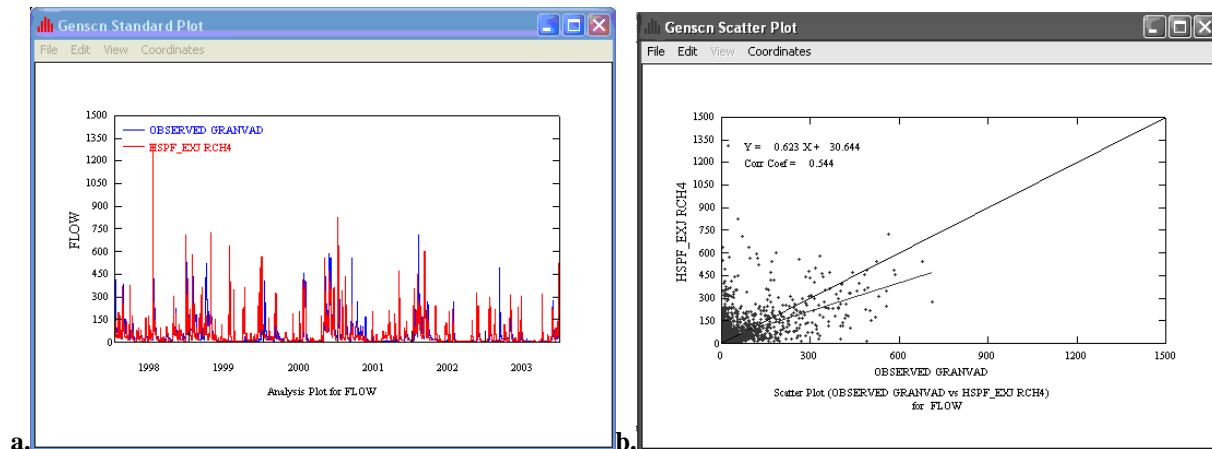 Genscn Standard Plot
File Edit View Coordinates
1500
1350
1200
1050
900
750
600
450
300
150
0
FLOW
OBSERVED GRANVAD
HSPF_EXJ RCH4
1998 1999 2000 2001 2002 2003
Analysis Plot for FLOW
a.
Genscn Scatter Plot
File Edit View Coordinates
1500
1350
1200
1050
900
750
600
450
300
150
0
HSPF_EXJ RCH4
Y = 0.623 X + 30.644
Corr Coef = 0.544
0 300 600 900 1200 1500
OBSERVED GRANVAD
Scatter Plot (OBSERVED GRANVAD vs HSPF_EXJ RCH4)
for FLOW
b.